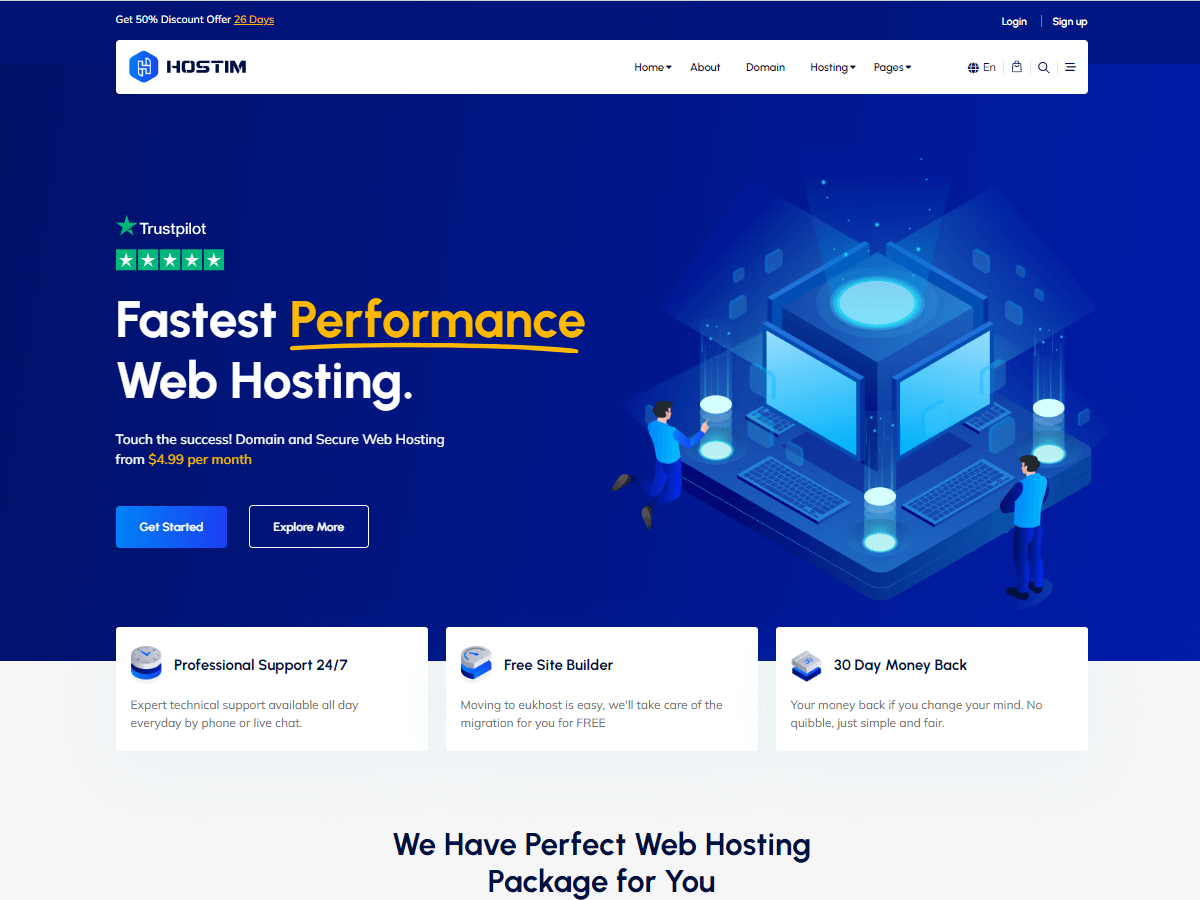 Get 50% Discount Offer 26 Days
Login
Sign up
HOSTIM
Home
About
Domain
Hosting
Pages
En
Trustpilot
Fastest Performance
Web Hosting.
Touch the success! Domain and Secure Web Hosting
from $4.99 per month
Get Started
Explore More
Professional Support 24/7
Expert technical support available all day
everyday by phone or live chat.
Free Site Builder
Moving to eukhost is easy, we'll take care of the
migration for you for FREE
30 Day Money Back
Your money back if you change your mind. No
quibble, just simple and fair.
We Have Perfect Web Hosting
Package for You